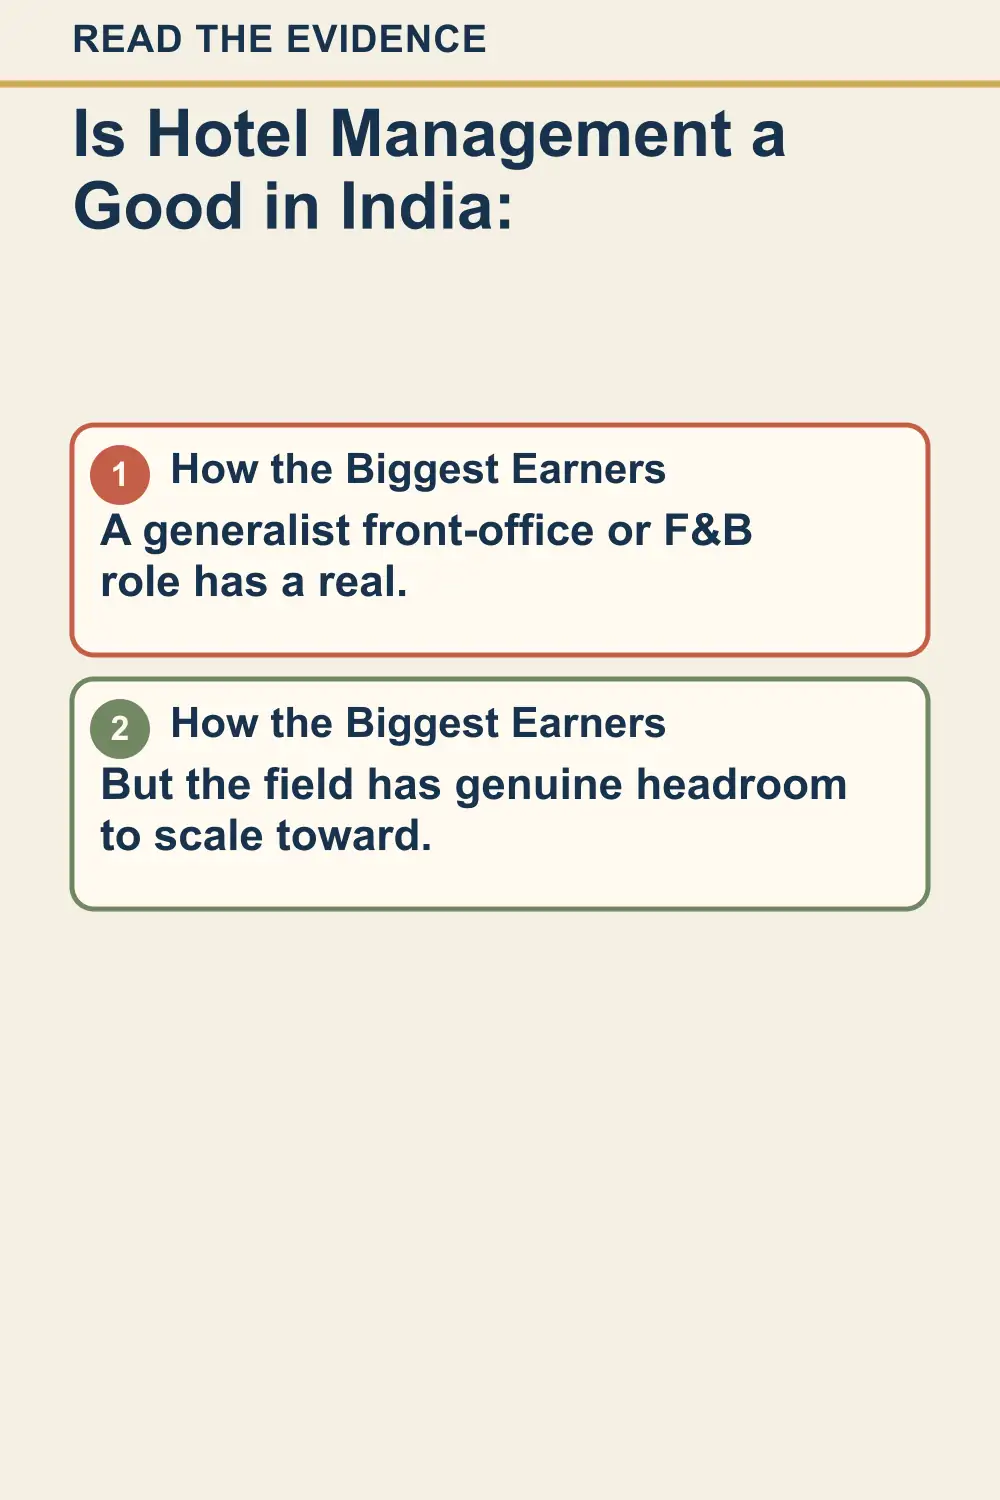 READ THE EVIDENCE
Is Hotel Management a
Good in India:
1 How the Biggest Earners
A generalist front-office or F&B
role has a real.
2 How the Biggest Earners
But the field has genuine headroom
to scale toward.